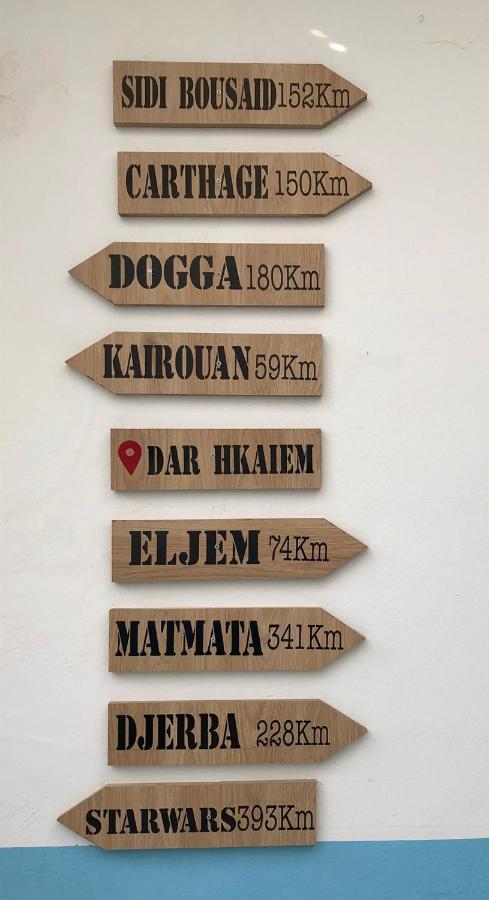 SIDI BOUSAID 152Km
CARTHAGE 150Km
DOGGA 180Km
KAIROUAN 59Km
DAR HKAIEM
ELJEM 74Km
MATMATA 341Km
DJERBA 228Km
STARWARS 393Km